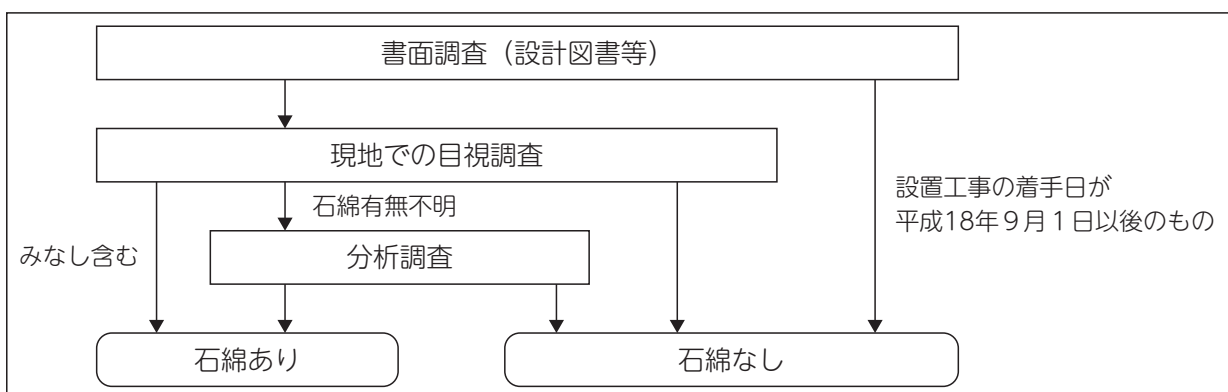 書面調査（設計図書等）
現地での目視調査
設置工事の着手日が
平成18年９月１日以後のもの
石綿有無不明
みなし含む
分析調査
石綿あり
石綿なし